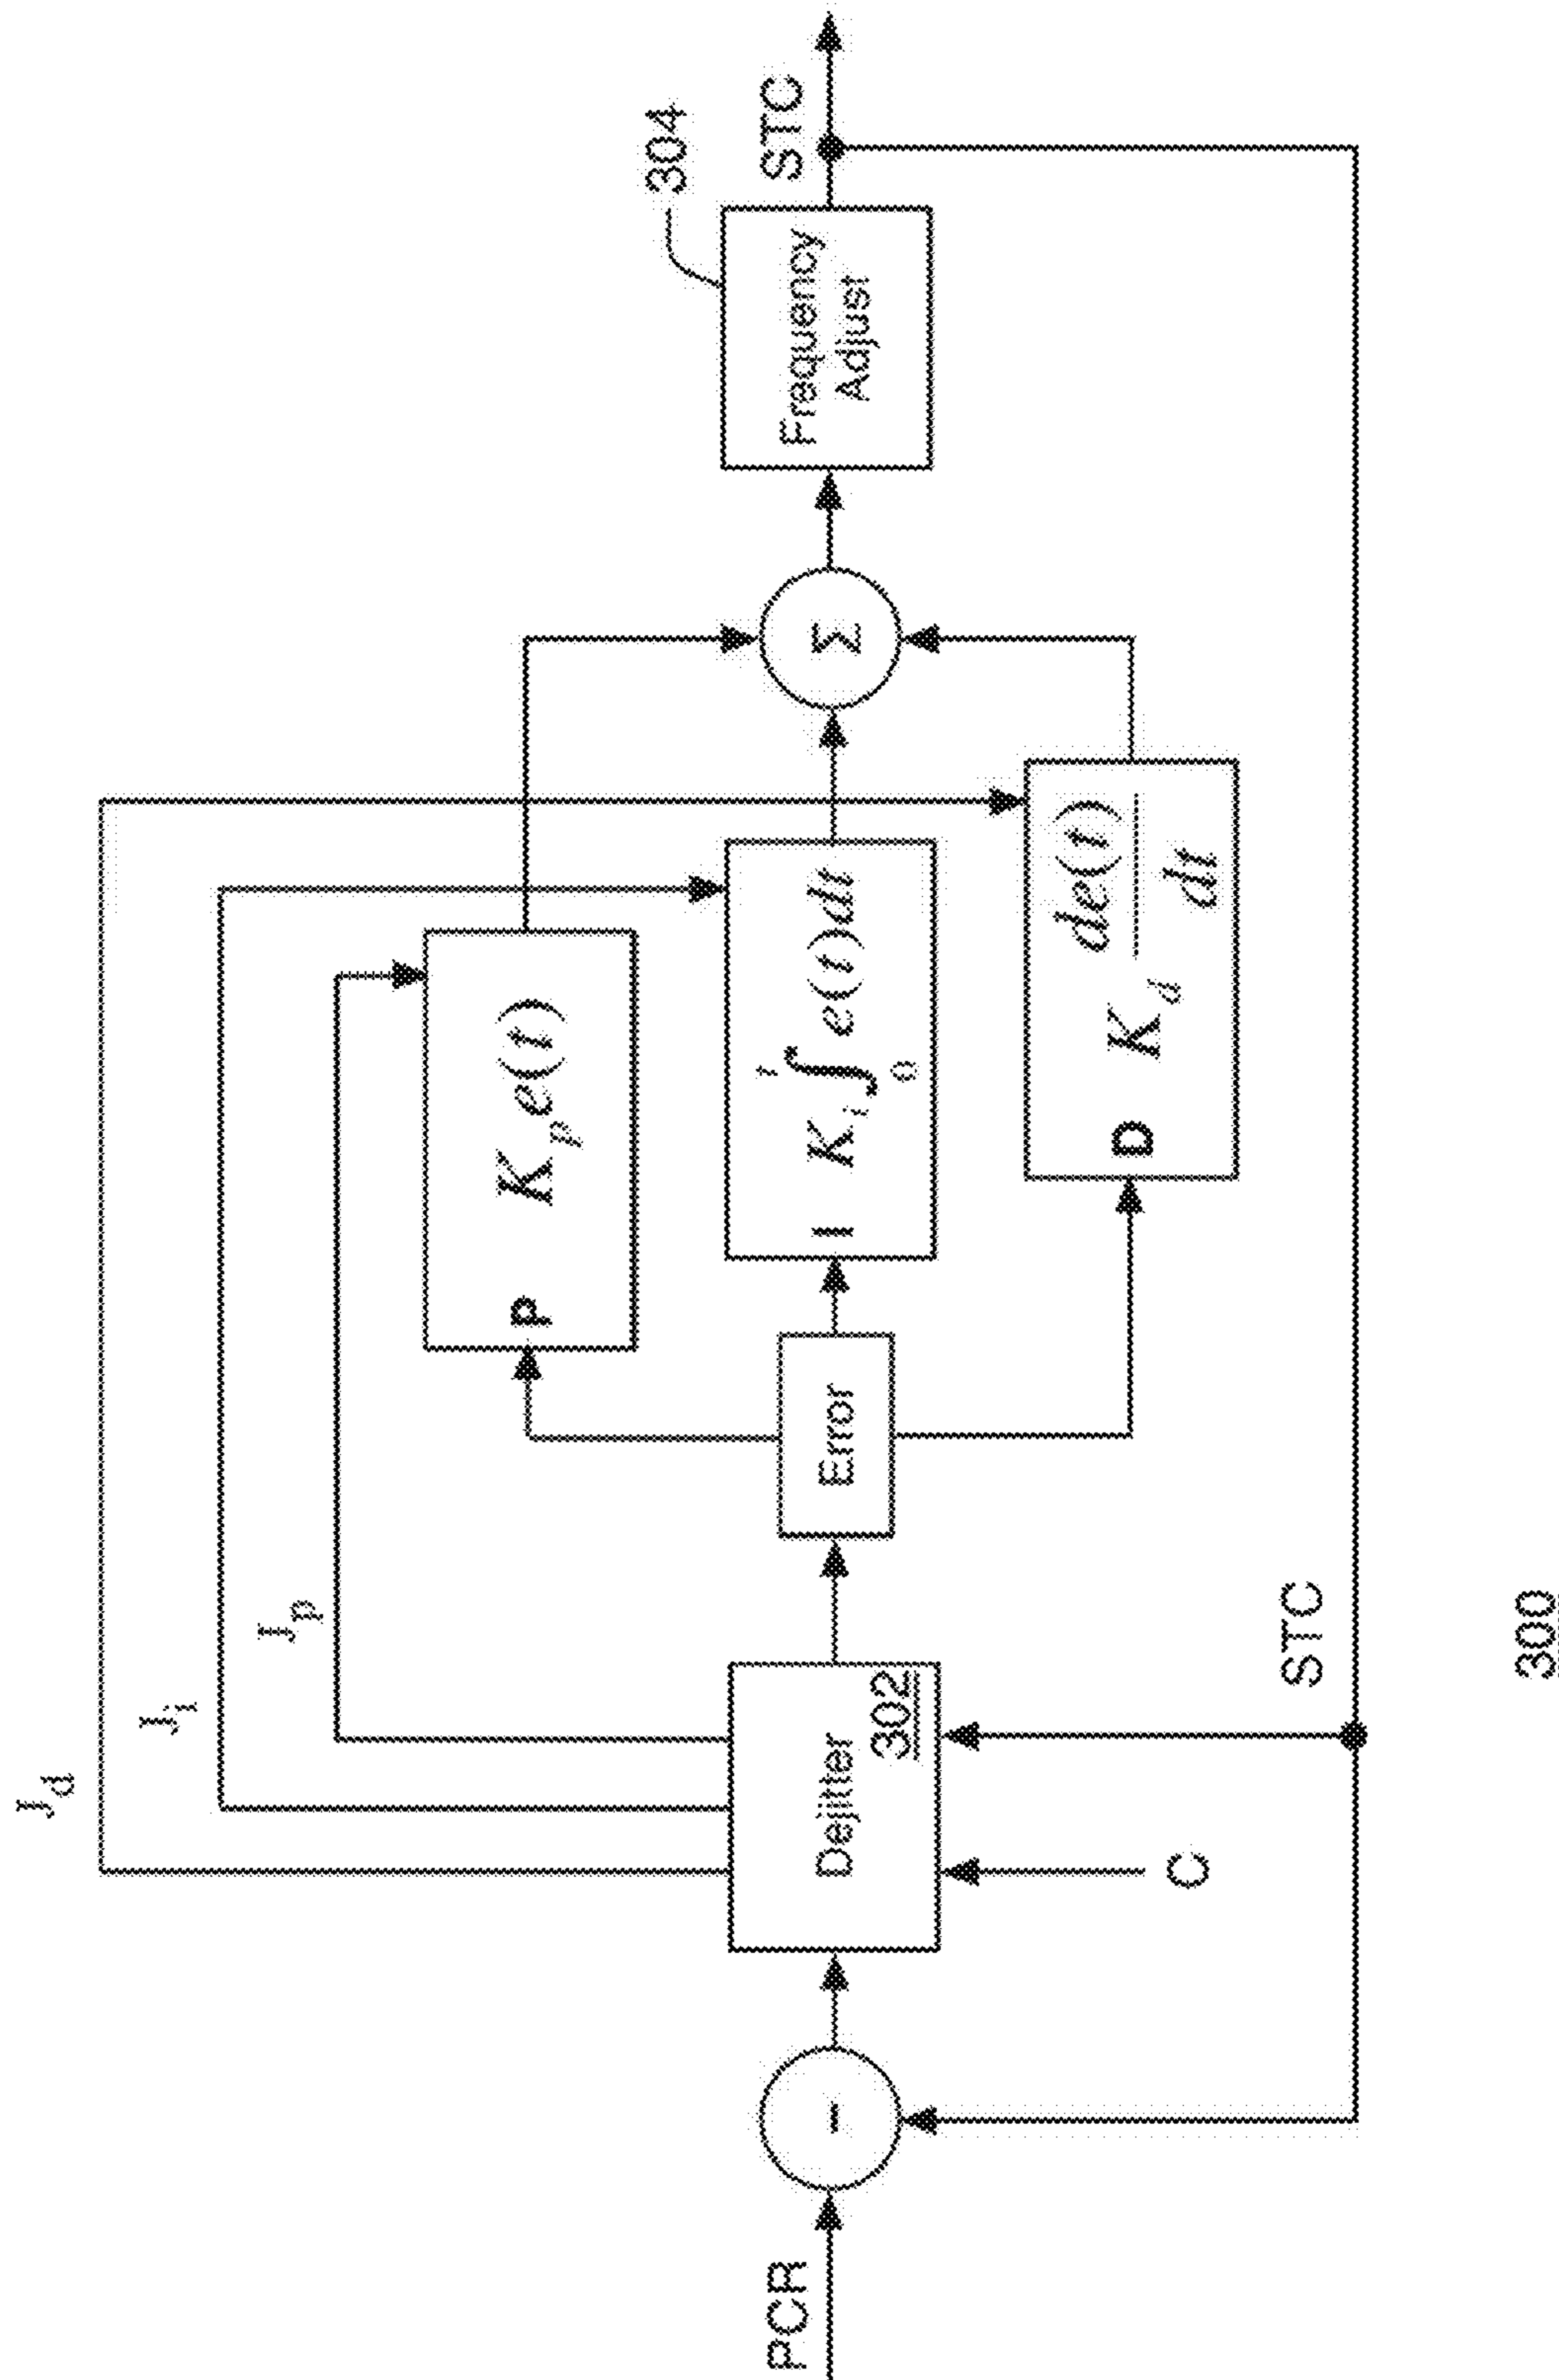 J_d
J_i
J_p
PCR
−
Dejitter
302
C
STC
Error
P K_p e(t)
I K_i ∫_0^t e(t)dt
D K_d de(t)/dt
Σ
Frequency
Adjust
304
STC
300